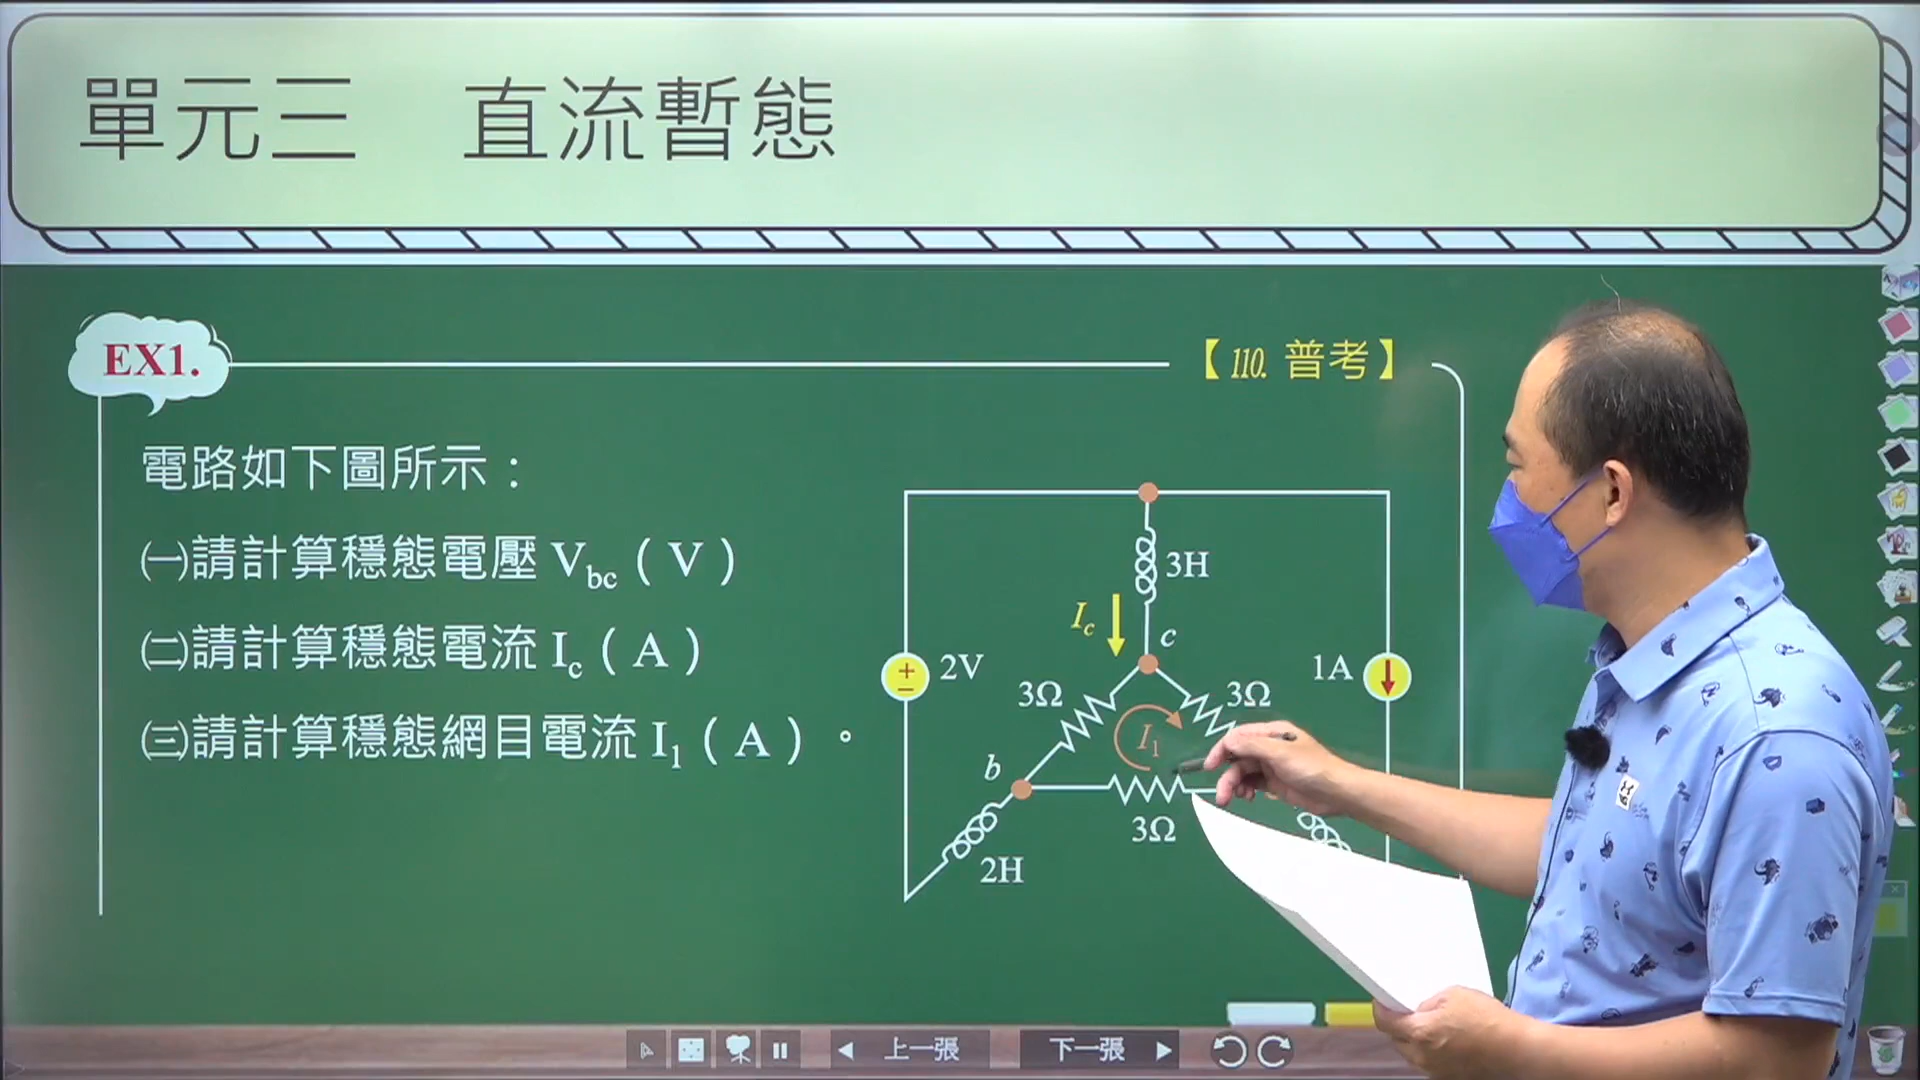 單元三 直流暫態
EX1.
【110. 普考】
電路如下圖所示：
㈠請計算穩態電壓 Vbc（V）
㈡請計算穩態電流 Ic（A）
㈢請計算穩態網目電流 I1（A）。
3H
Ic
c
2V
1A
3Ω
3Ω
I1
b
3Ω
2H
上一張
下一張